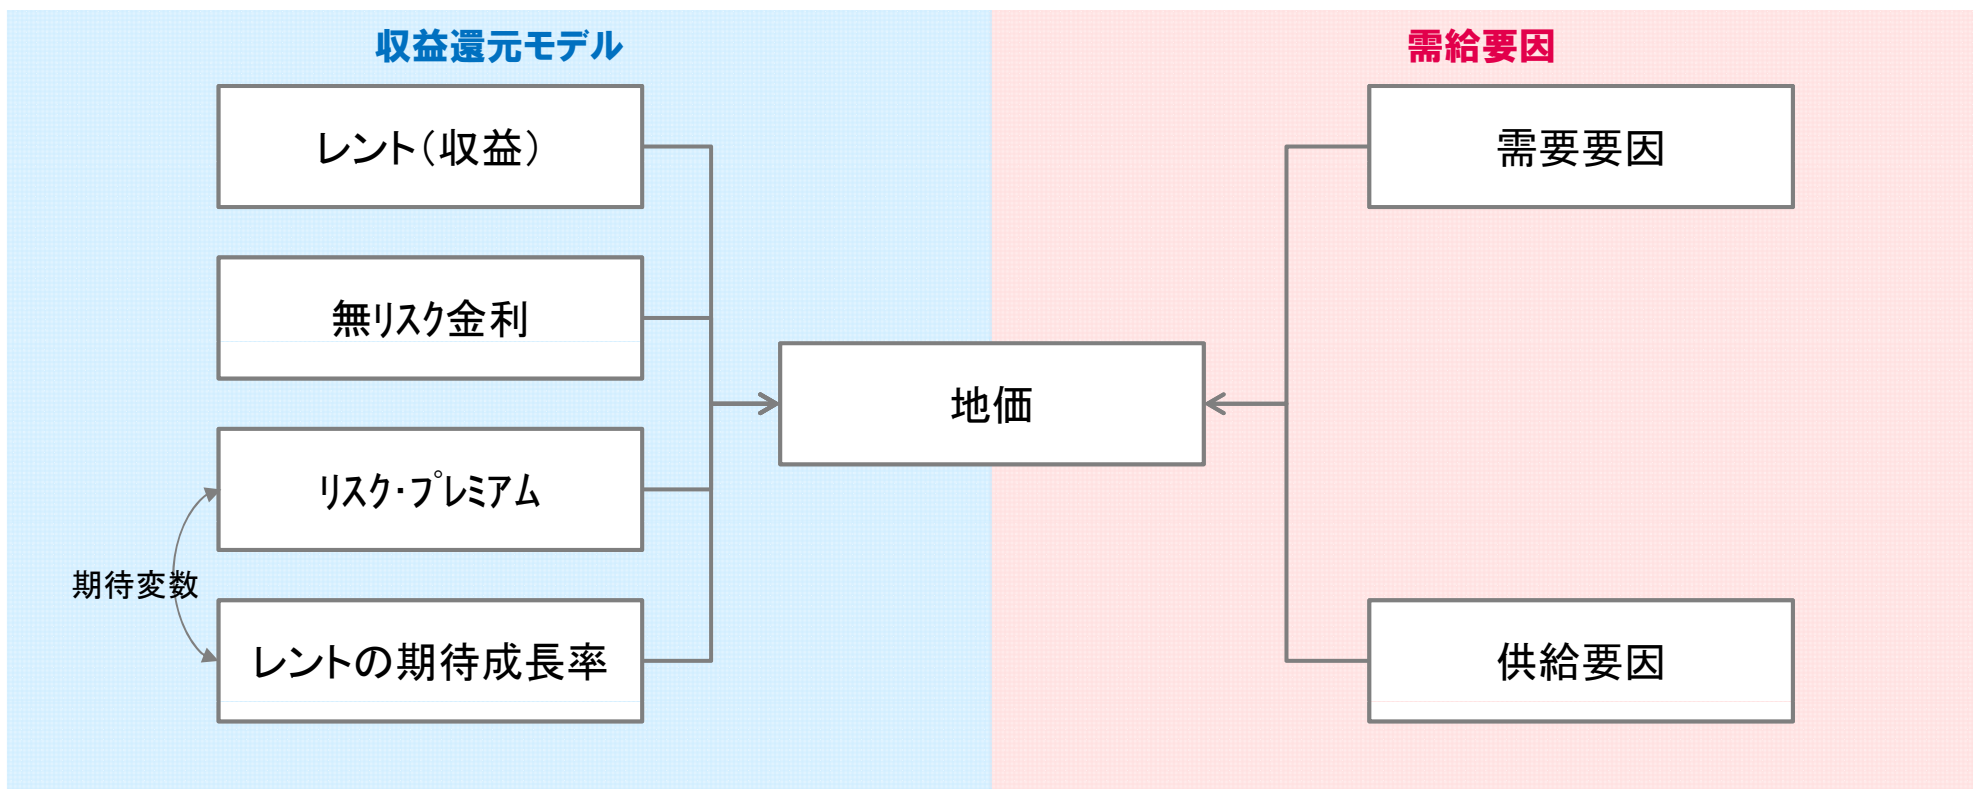 収益還元モデル
レント(収益)
無リスク金利
リスク・プレミアム
期待変数
レントの期待成長率
地価
需給要因
需要要因
供給要因